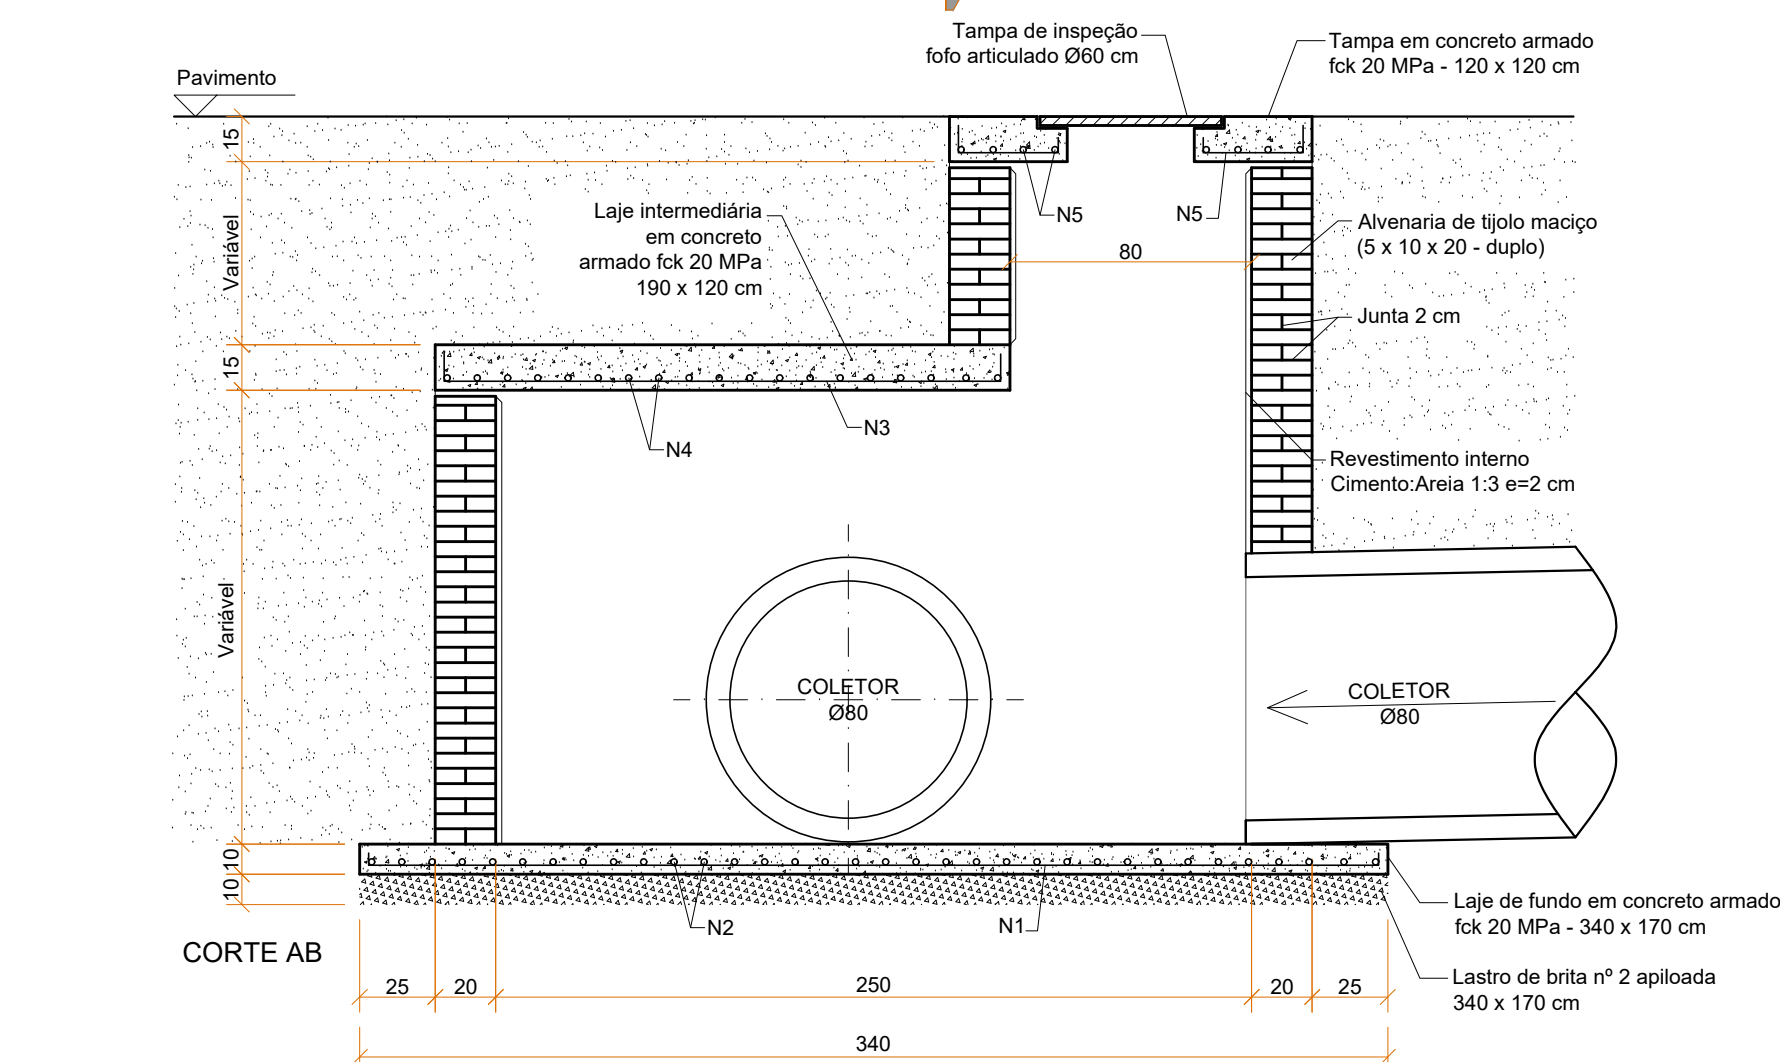 Tampa de inspeção
fofo articulado Ø60 cm
Tampa em concreto armado
fck 20 MPa - 120 x 120 cm
Pavimento
15
Variável
15
Variável
10
10
Laje intermediária
em concreto
armado fck 20 MPa
190 x 120 cm
N5
N5
80
Alvenaria de tijolo maciço
(5 x 10 x 20 - duplo)
Junta 2 cm
N3
N4
Revestimento interno
Cimento:Areia 1:3 e=2 cm
COLETOR
Ø80
COLETOR
Ø80
N2
N1
Laje de fundo em concreto armado
fck 20 MPa - 340 x 170 cm
Lastro de brita nº 2 apiloada
340 x 170 cm
CORTE AB
25
20
250
20
25
340